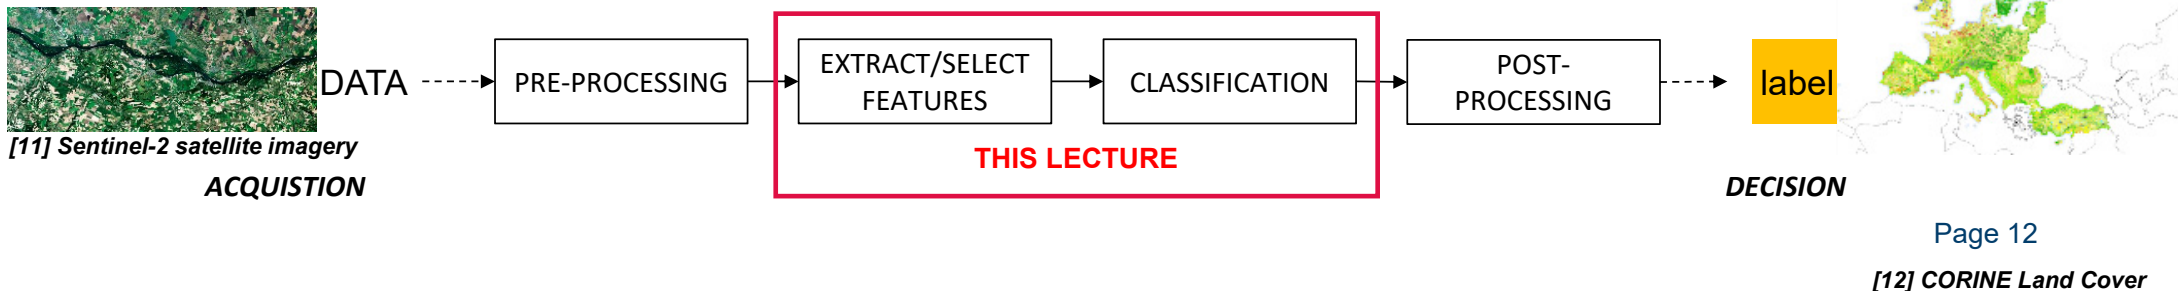 DATA
PRE-PROCESSING
EXTRACT/SELECT
FEATURES
CLASSIFICATION
POST-
PROCESSING
label
[11] Sentinel-2 satellite imagery
THIS LECTURE
ACQUISTION
DECISION
Page 12
[12] CORINE Land Cover